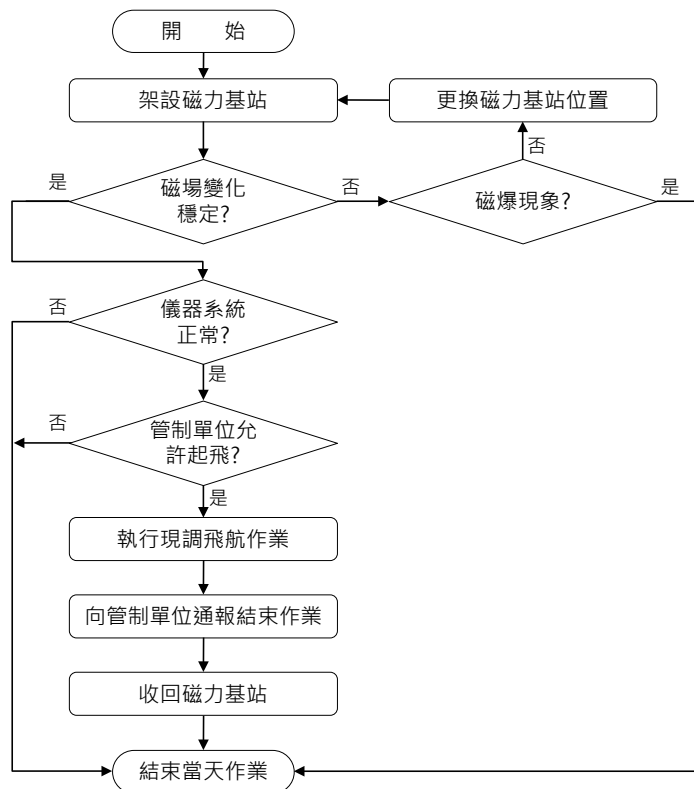 開 始
架設磁力基站
更換磁力基站位置
否
是
磁場變化
穩定?
否
磁爆現象?
是
否
儀器系統
正常?
是
否
管制單位允
許起飛?
是
執行現調飛航作業
向管制單位通報結束作業
收回磁力基站
結束當天作業